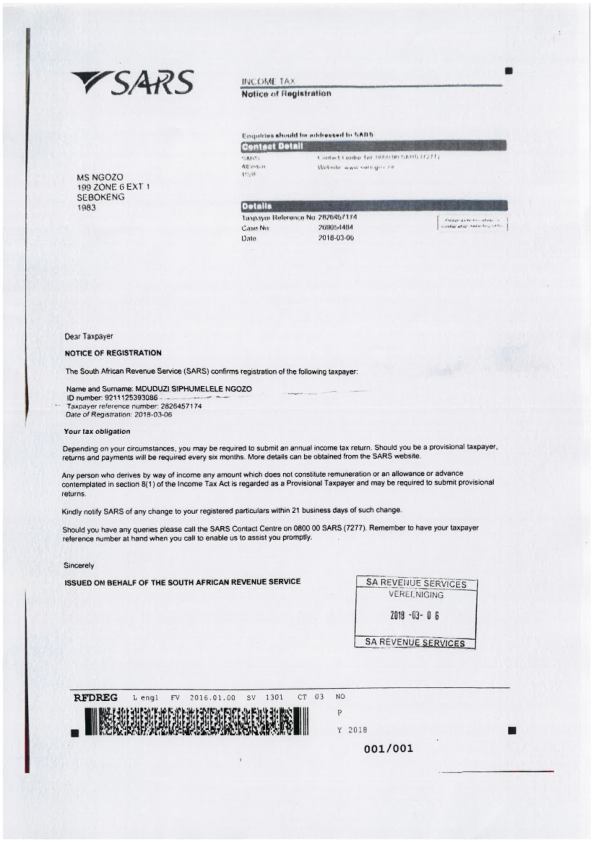 SARS
INCOME TAX
Notice of Registration
Enquiries should be addressed to SARS
Contact Detail
SARS
Contact Centre Tel: 0800 00 SARS (7277)
Website: www.sars.gov.za
MS NGOZO
199 ZONE 6 EXT 1
SEBOKENG
1983
Details
Taxpayer Reference No 2826457174
Case No
Date 2018-03-06
Dear Taxpayer
NOTICE OF REGISTRATION
The South African Revenue Service (SARS) confirms registration of the following taxpayer:
Name and Surname: MDUDUZI SIPHUMELELE NGOZO
ID number: 9211125393086
Taxpayer reference number: 2826457174
Date of Registration: 2018-03-06
Your tax obligation
Depending on your circumstances, you may be required to submit an annual income tax return. Should you be a provisional taxpayer,
returns and payments will be required every six months. More details can be obtained from the SARS website.
Any person who derives by way of income any amount which does not constitute remuneration or an allowance or advance
contemplated in section 8(1) of the Income Tax Act is regarded as a Provisional Taxpayer and may be required to submit provisional
returns.
Kindly notify SARS of any change to your registered particulars within 21 business days of such change.
Should you have any queries please call the SARS Contact Centre on 0800 00 SARS (7277). Remember to have your taxpayer
reference number at hand when you call to enable us to assist you promptly.
Sincerely
ISSUED ON BEHALF OF THE SOUTH AFRICAN REVENUE SERVICE
SA REVENUE SERVICES
VEREENIGING
2018 -03- 06
SA REVENUE SERVICES
RFDREG L engl FV 2016.01.00 SV 1301 CT 03 NO
P
Y 2018
001/001